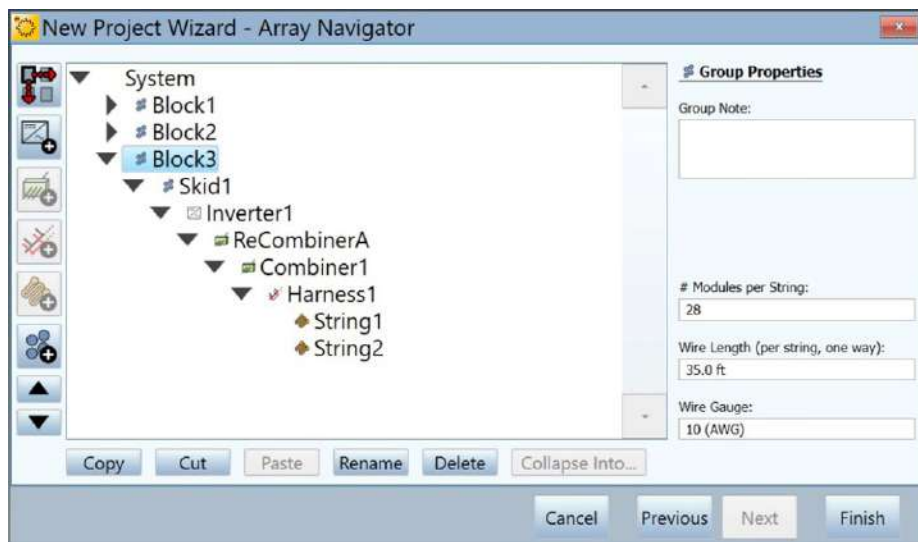 New Project Wizard - Array Navigator
System
Block1
Block2
Block3
Skid1
Inverter1
ReCombinerA
Combiner1
Harness1
String1
String2
Group Properties
Group Note:
# Modules per String:
28
Wire Length (per string, one way):
35.0 ft
Wire Gauge:
10 (AWG)
Copy Cut Paste Rename Delete Collapse Into...
Cancel Previous Next Finish